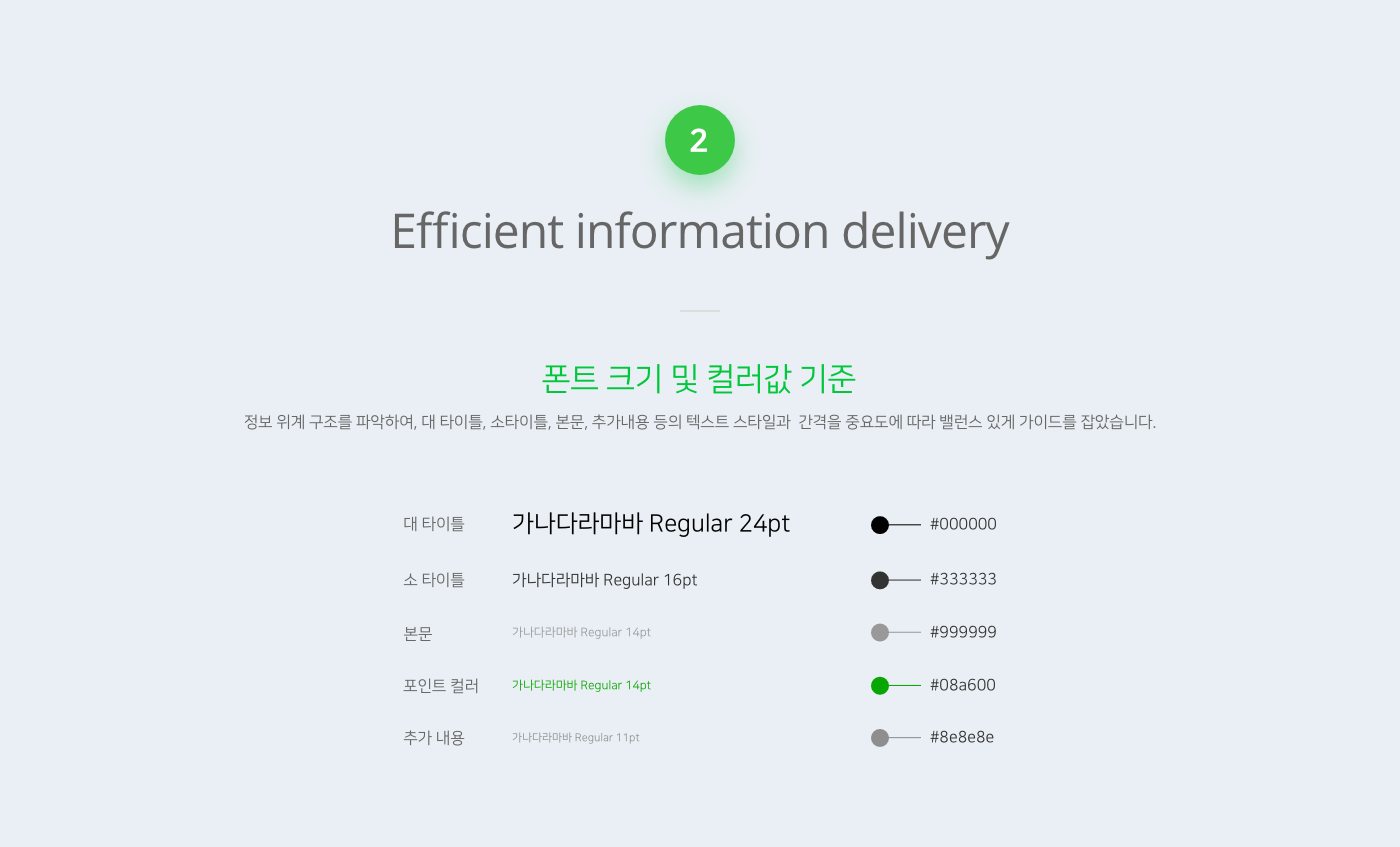 2
Efficient information delivery
폰트 크기 및 컬러값 기준
정보 위계 구조를 파악하여, 대 타이틀, 소타이틀, 본문, 추가내용 등의 텍스트 스타일과 간격을 중요도에 따라 밸런스 있게 가이드를 잡았습니다.
대 타이틀 가나다라마바 Regular 24pt #000000
소 타이틀 가나다라마바 Regular 16pt #333333
본문 가나다라마바 Regular 14pt #999999
포인트 컬러 가나다라마바 Regular 14pt #08a600
추가 내용 가나다라마바 Regular 11pt #8e8e8e